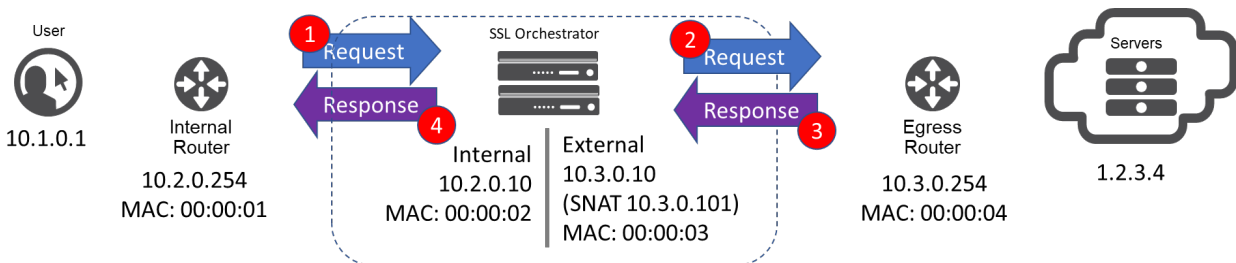 User
10.1.0.1
Internal
Router
10.2.0.254
MAC: 00:00:01
1
Request
Response
4
SSL Orchestrator
Internal
10.2.0.10
MAC: 00:00:02
External
10.3.0.10
(SNAT 10.3.0.101)
MAC: 00:00:03
2
Request
Response
3
Egress
Router
10.3.0.254
MAC: 00:00:04
Servers
1.2.3.4